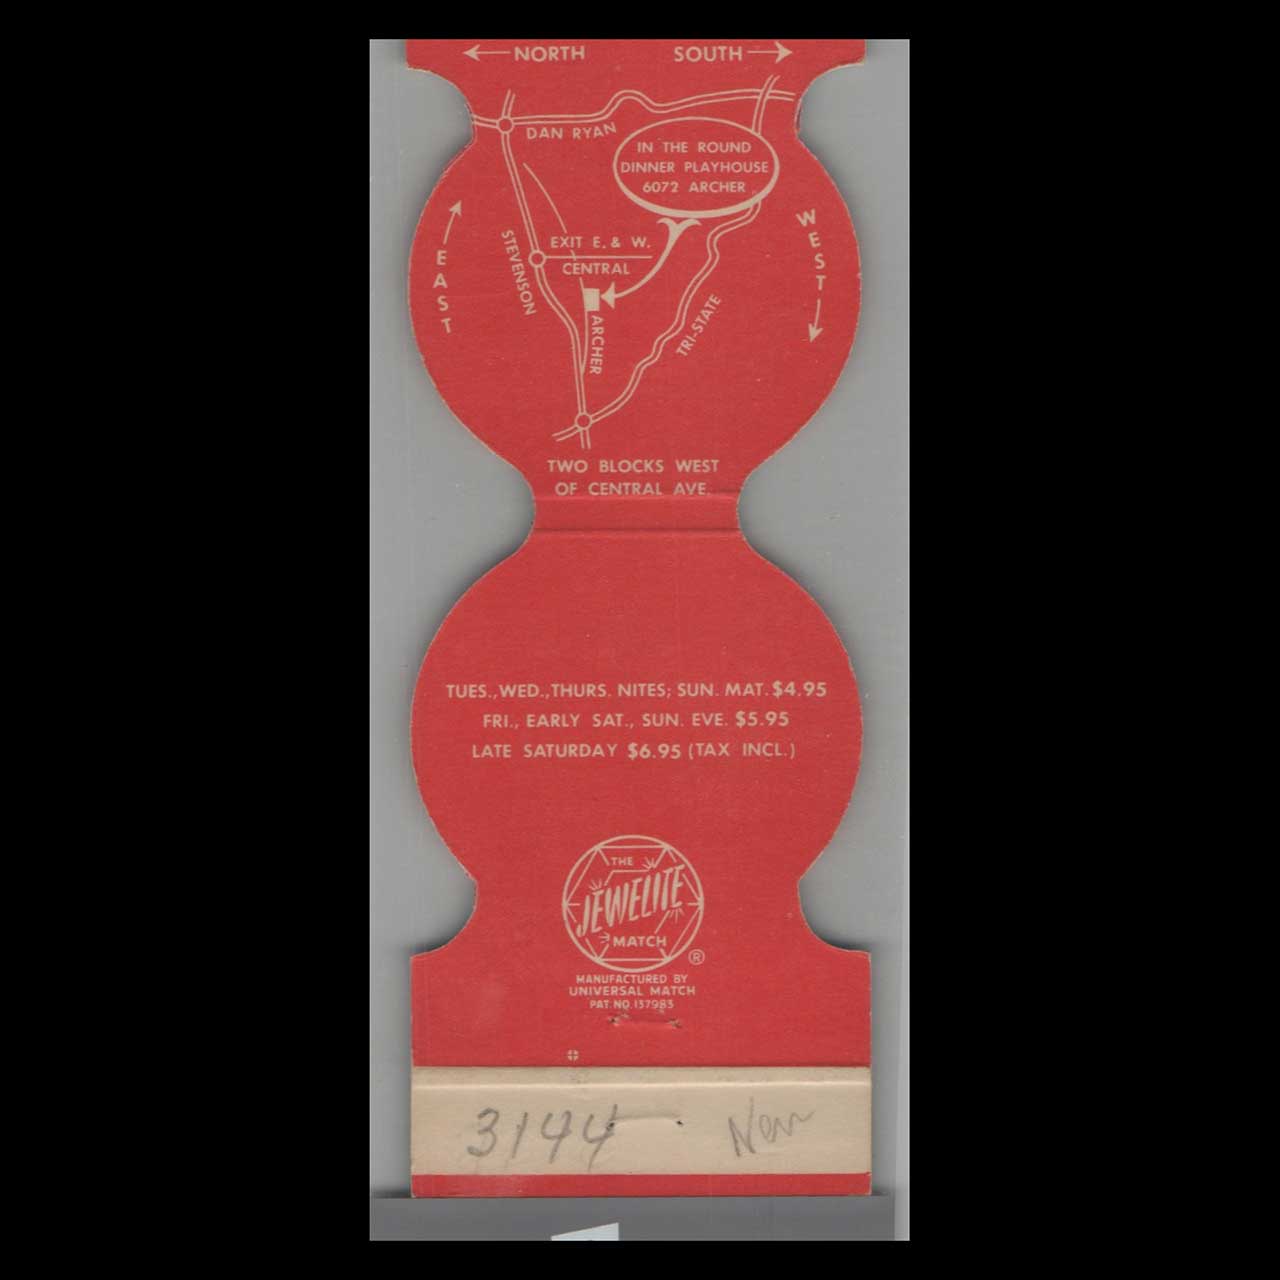 NORTH SOUTH
DAN RYAN
IN THE ROUND
DINNER PLAYHOUSE
6072 ARCHER
EAST
WEST
STEVENSON
EXIT E. & W.
CENTRAL
ARCHER
TRI-STATE
TWO BLOCKS WEST
OF CENTRAL AVE.
TUES., WED., THURS. NITES; SUN. MAT. $4.95
FRI., EARLY SAT., SUN. EVE. $5.95
LATE SATURDAY $6.95 (TAX INCL.)
THE
JEWELITE
MATCH
®
MANUFACTURED BY
UNIVERSAL MATCH
PAT. NO. 137983
3144 New